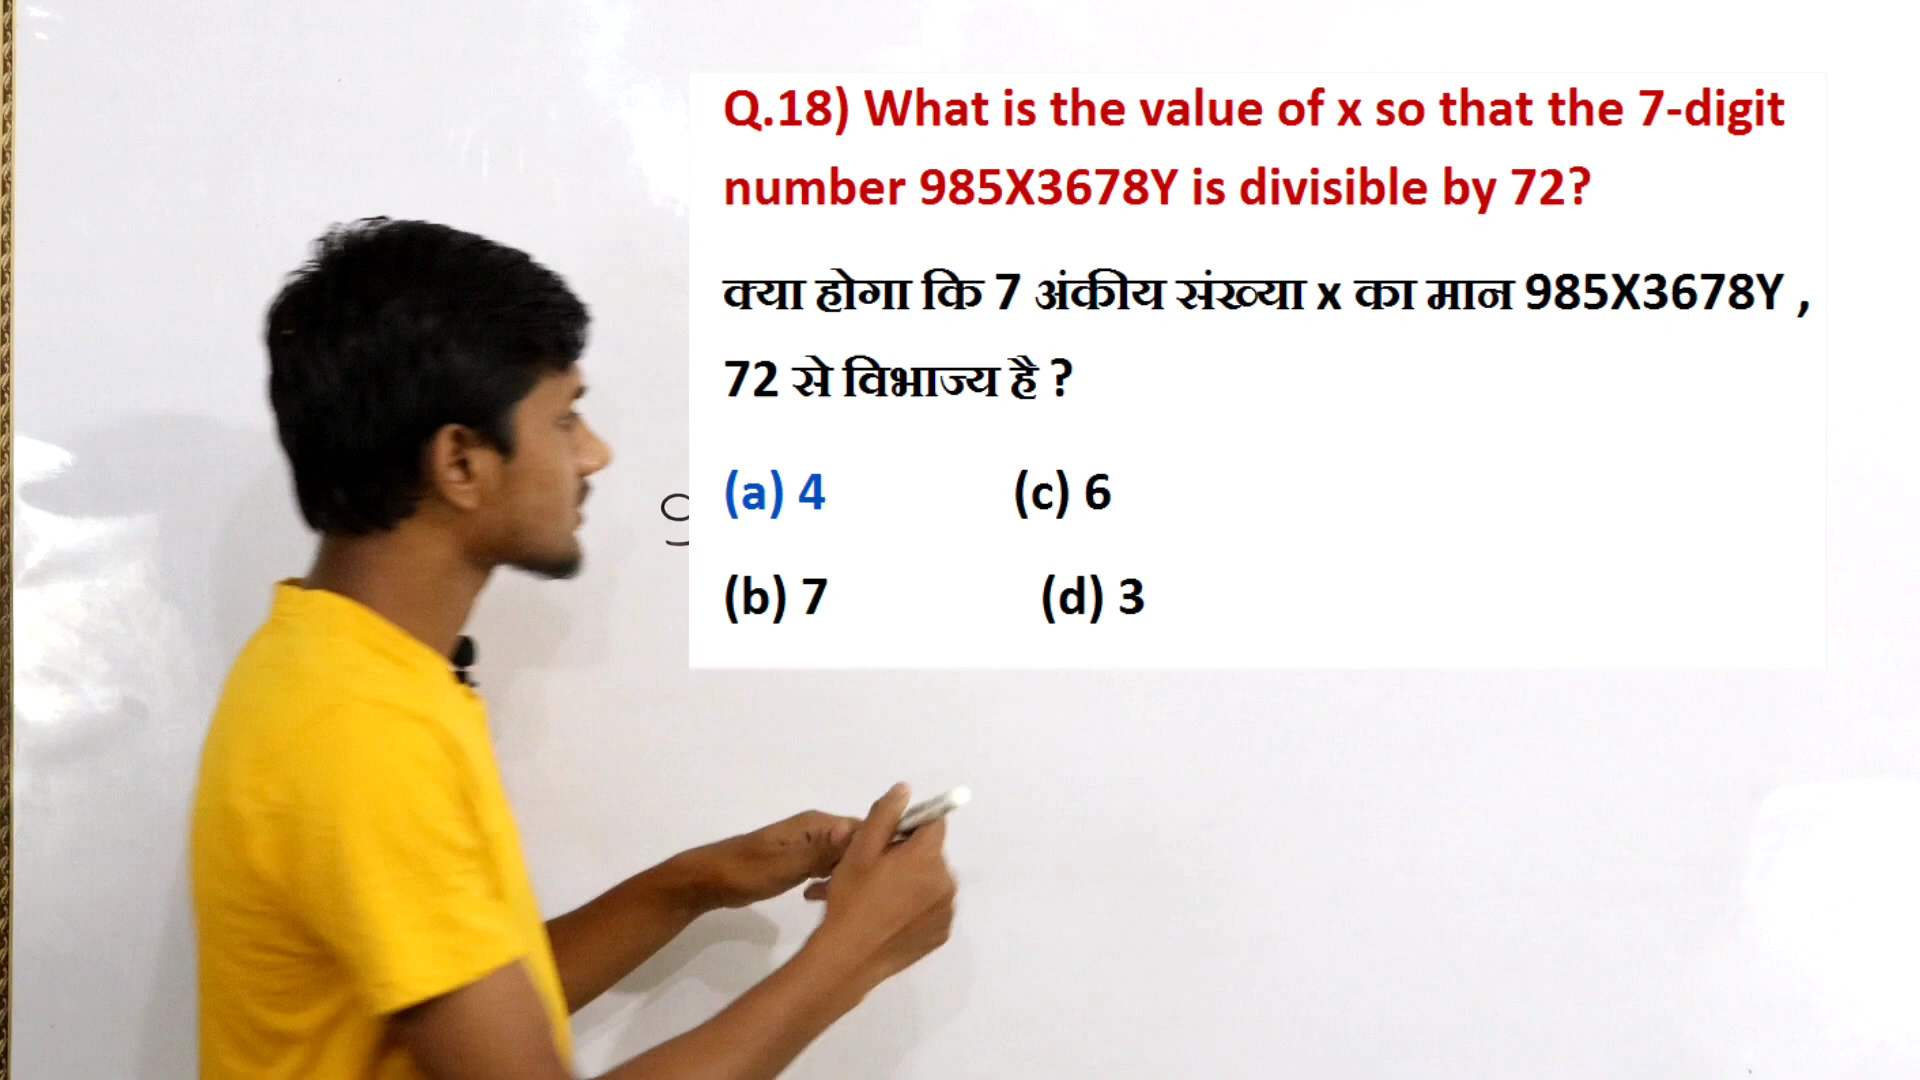 Q.18) What is the value of x so that the 7-digit
number 985X3678Y is divisible by 72?
क्या होगा कि 7 अंकीय संख्या x का मान 985X3678Y ,
72 से विभाज्य है ?
(a) 4 (c) 6
(b) 7 (d) 3
9